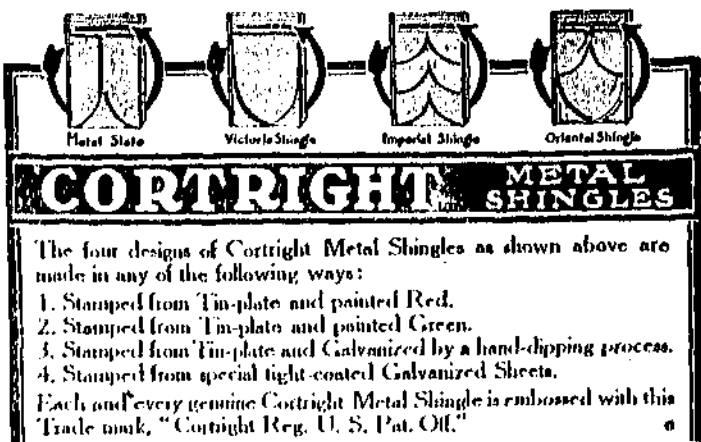 Metal Slate Victoria Shingle Imperial Shingle Oriental Shingle
CORTRIGHT METAL SHINGLES
The four designs of Cortright Metal Shingles as shown above are
made in any of the following ways:
1. Stamped from Tin-plate and painted Red.
2. Stamped from Tin-plate and painted Green.
3. Stamped from Tin-plate and Galvanized by a hand-dipping process.
4. Stamped from special tight-coated Galvanized Sheets.
Each and every genuine Cortright Metal Shingle is embossed with this
Trade mark, "Cortright Reg. U. S. Pat. Off."